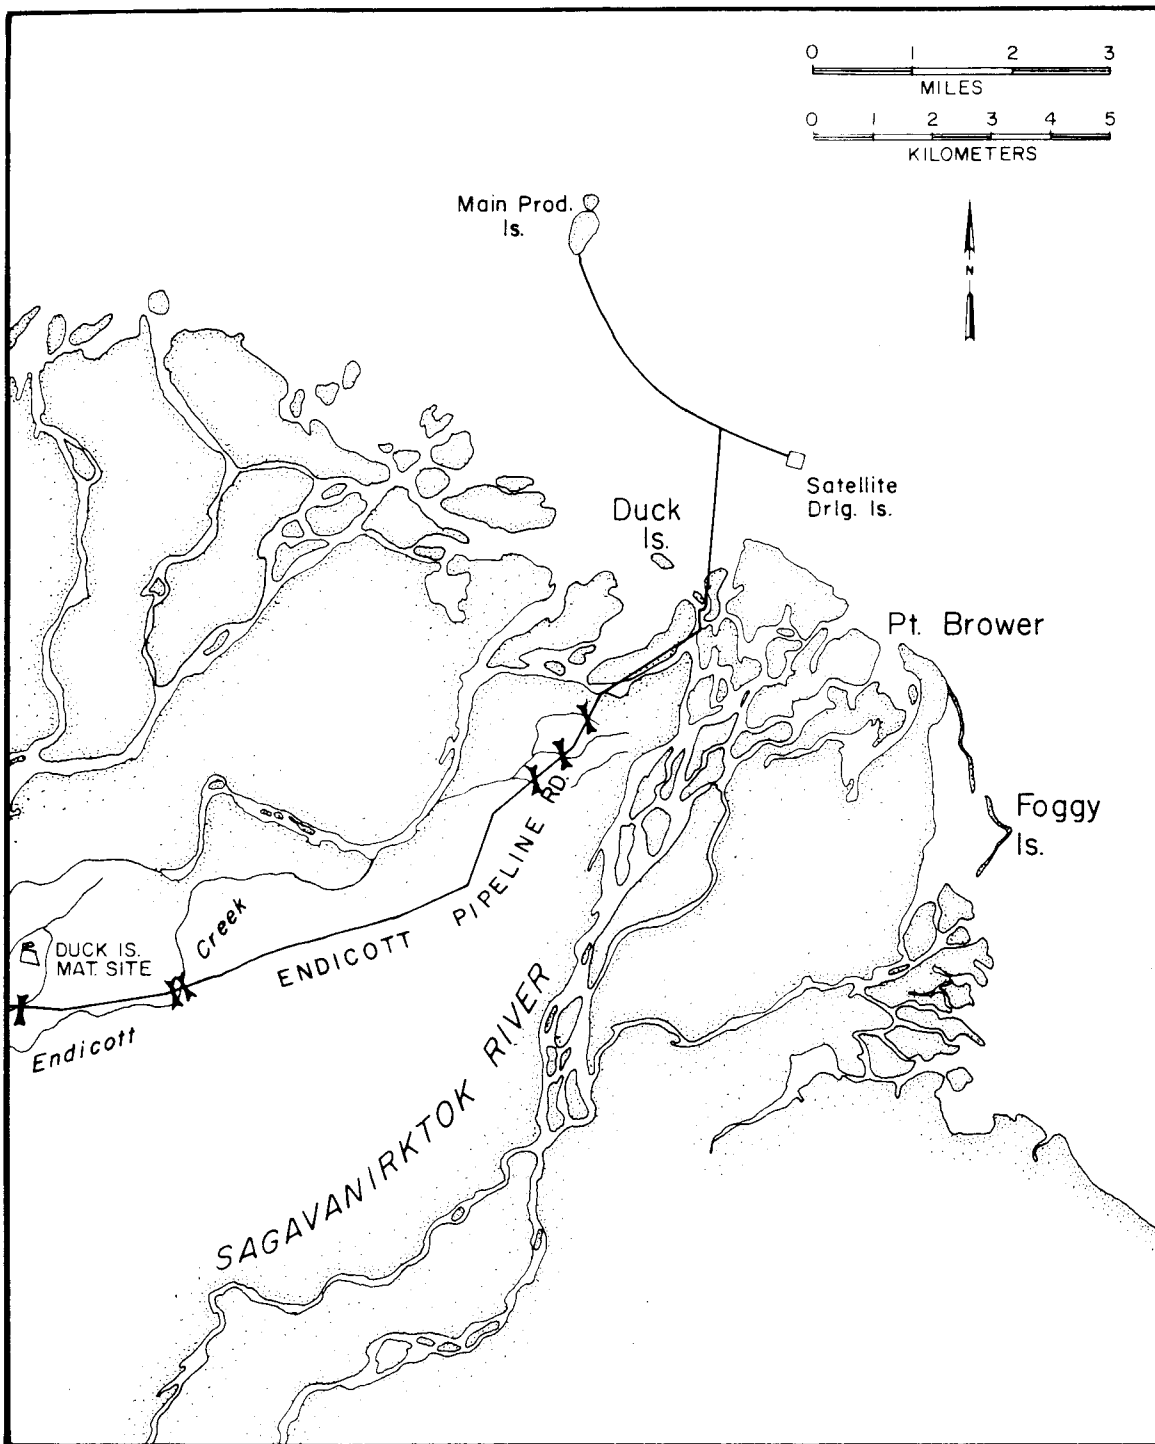 0 1 2 3
MILES
0 1 2 3 4 5
KILOMETERS
Main Prod.
Is.
N
Satellite
Drlg. Is.
Duck
Is.
Pt. Brower
Foggy
Is.
ENDICOTT PIPELINE RD.
Creek
DUCK IS.
MAT. SITE
Endicott
SAGAVANIRKTOK RIVER